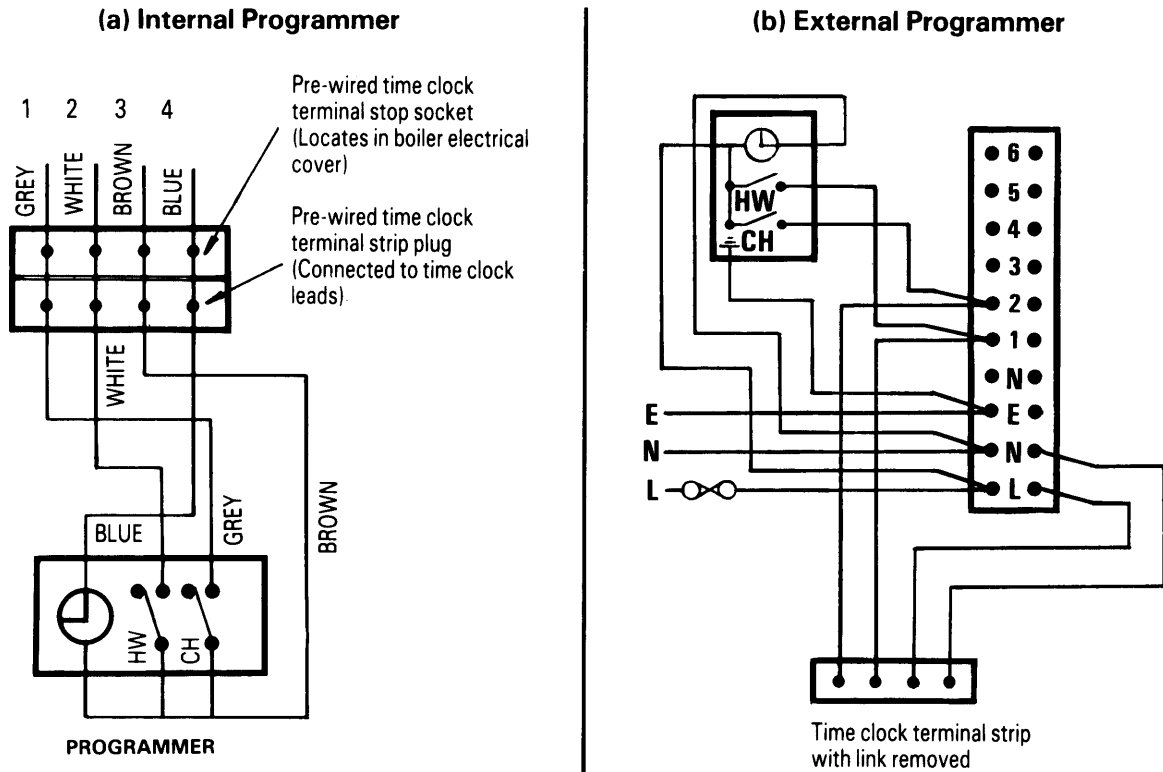 (a) Internal Programmer
1 2 3 4
GREY
WHITE
BROWN
BLUE
Pre-wired time clock
terminal stop socket
(Locates in boiler electrical
cover)
Pre-wired time clock
terminal strip plug
(Connected to time clock
leads)
WHITE
BLUE
GREY
BROWN
HW
CH
PROGRAMMER
(b) External Programmer
HW
CH
6
5
4
3
2
1
N
E
N
L
E
N
L
Time clock terminal strip
with link removed